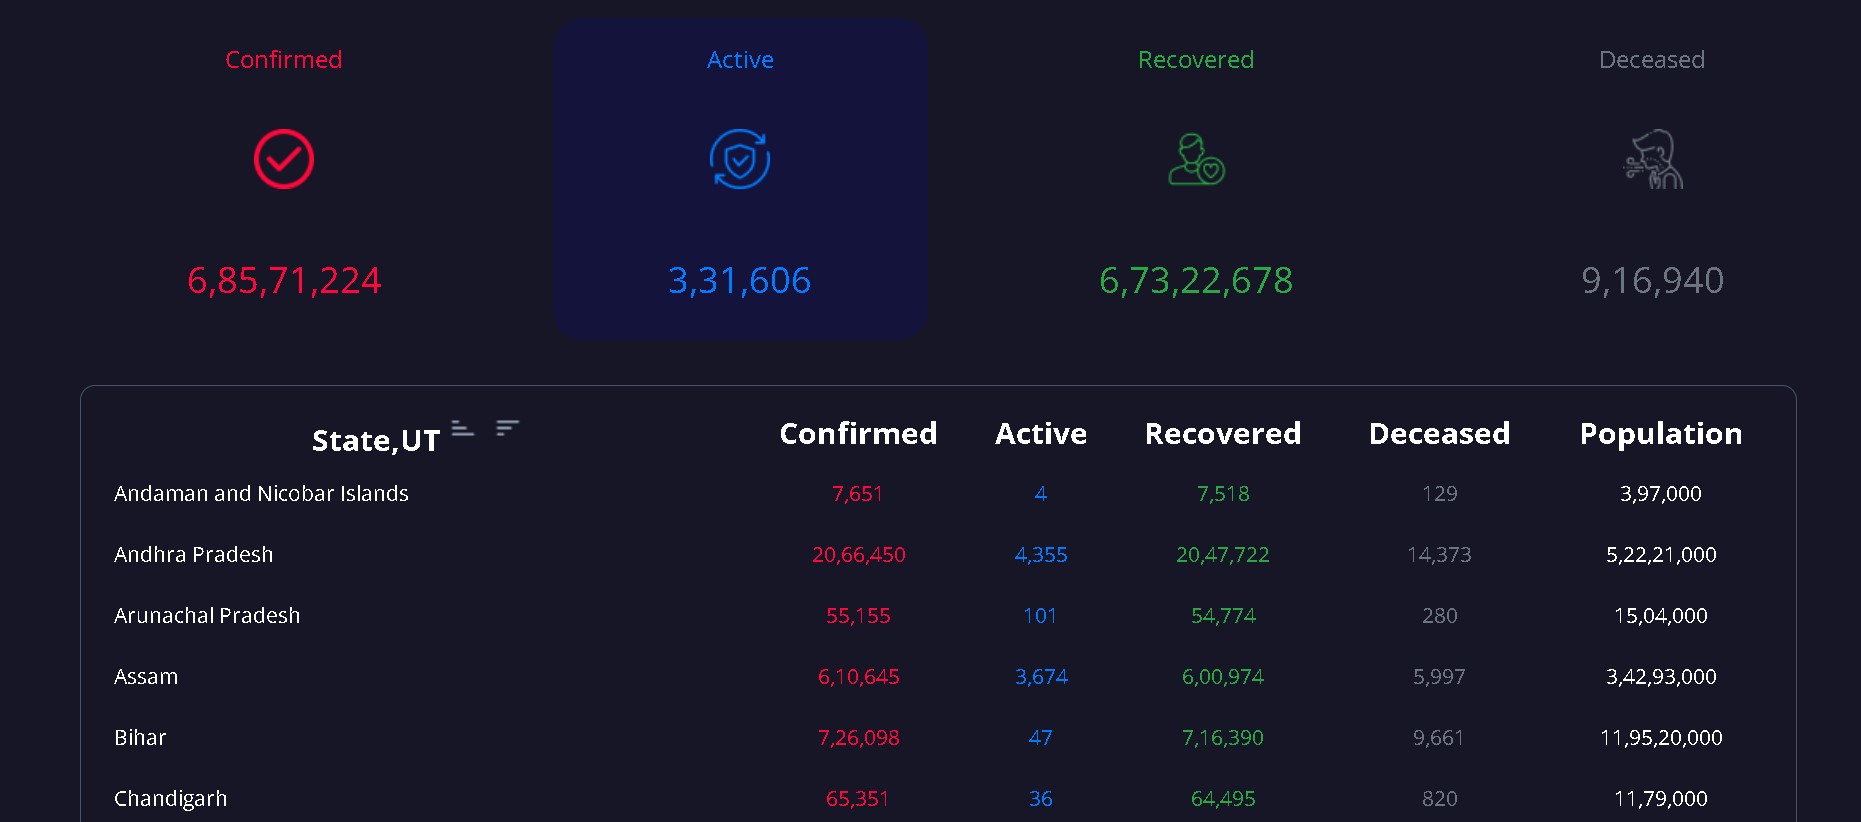 Confirmed Active Recovered Deceased
6,85,71,224 3,31,606 6,73,22,678 9,16,940
State,UT Confirmed Active Recovered Deceased Population
Andaman and Nicobar Islands 7,651 4 7,518 129 3,97,000
Andhra Pradesh 20,66,450 4,355 20,47,722 14,373 5,22,21,000
Arunachal Pradesh 55,155 101 54,774 280 15,04,000
Assam 6,10,645 3,674 6,00,974 5,997 3,42,93,000
Bihar 7,26,098 47 7,16,390 9,661 11,95,20,000
Chandigarh 65,351 36 64,495 820 11,79,000